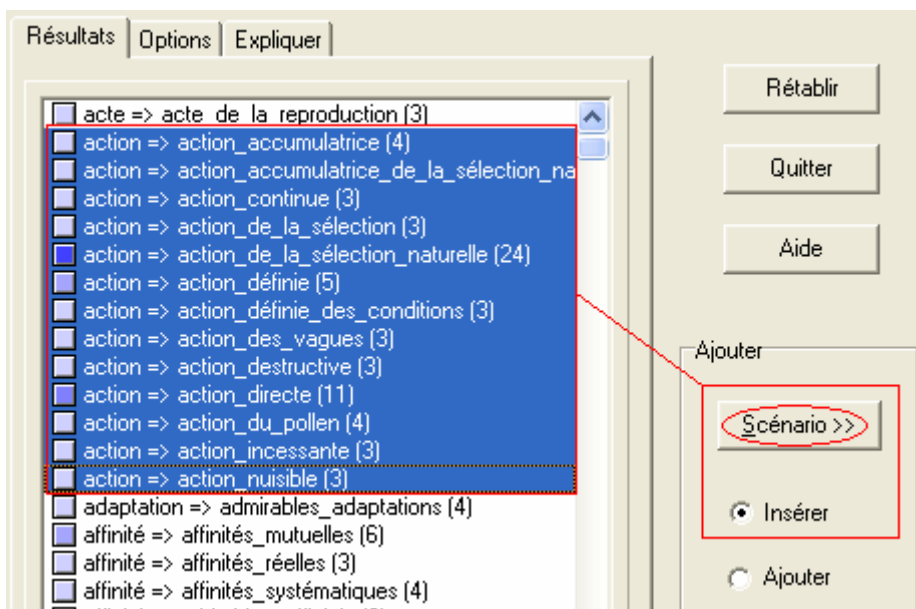 Résultats Options Expliquer
acte => acte_de_la_reproduction (3)
action => action_accumulatrice (4)
action => action_accumulatrice_de_la_sélection_na
action => action_continue (3)
action => action_de_la_sélection (3)
action => action_de_la_sélection_naturelle (24)
action => action_définie (5)
action => action_définie_des_conditions (3)
action => action_des_vagues (3)
action => action_destructive (3)
action => action_directe (11)
action => action_du_pollen (4)
action => action_incessante (3)
action => action_nuisible (3)
adaptation => admirables_adaptations (4)
affinité => affinités_mutuelles (6)
affinité => affinités_réelles (3)
affinité => affinités_systématiques (4)
Rétablir
Quitter
Aide
Ajouter
Scénario >>
Insérer
Ajouter